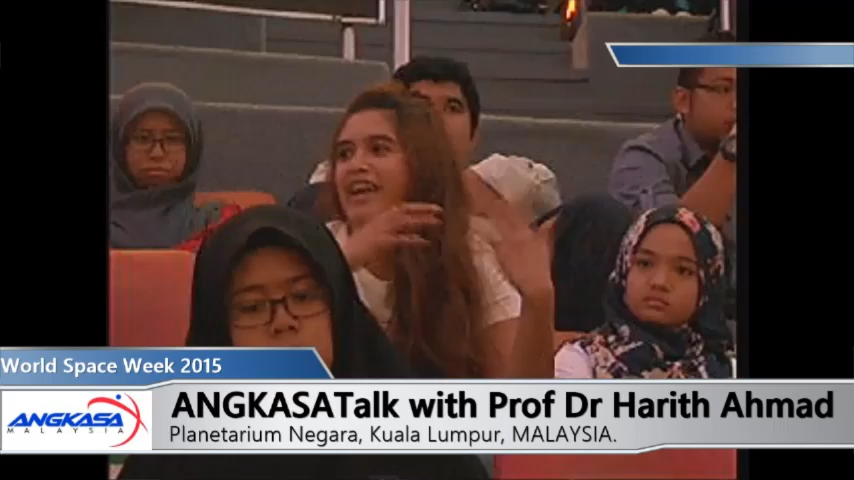 World Space Week 2015
ANGKASA
MALAYSIA
ANGKASATalk with Prof Dr Harith Ahmad
Planetarium Negara, Kuala Lumpur, MALAYSIA.